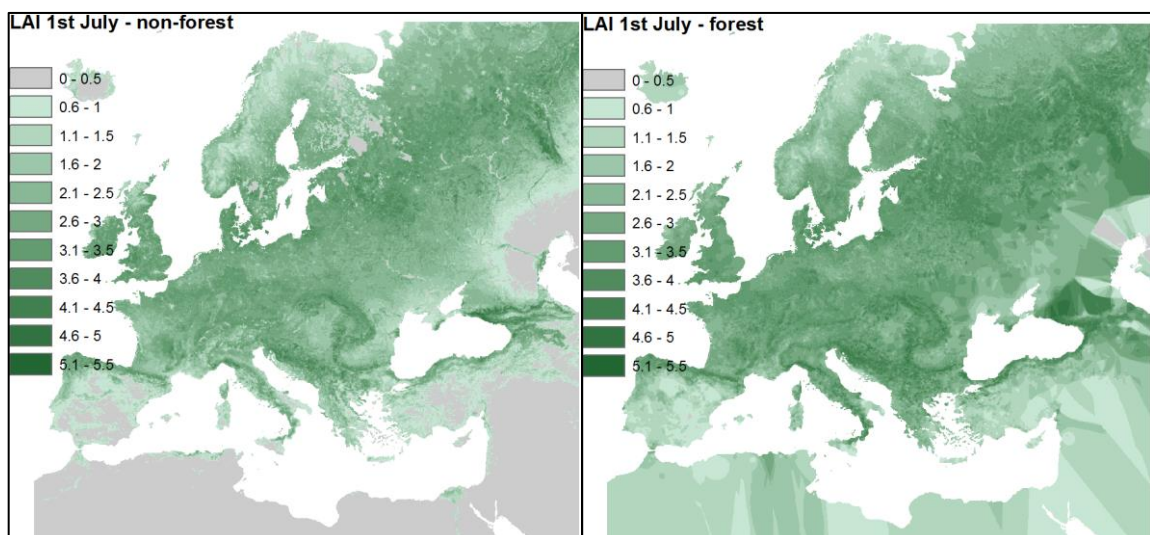 LAI 1st July - non-forest
0 - 0.5
0.6 - 1
1.1 - 1.5
1.6 - 2
2.1 - 2.5
2.6 - 3
3.1 - 3.5
3.6 - 4
4.1 - 4.5
4.6 - 5
5.1 - 5.5
LAI 1st July - forest
0 - 0.5
0.6 - 1
1.1 - 1.5
1.6 - 2
2.1 - 2.5
2.6 - 3
3.1 - 3.5
3.6 - 4
4.1 - 4.5
4.6 - 5
5.1 - 5.5